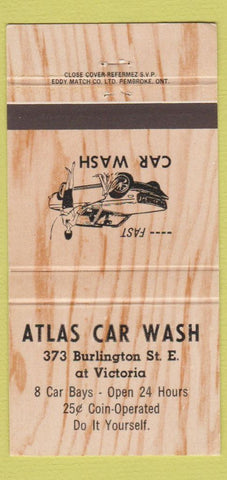 CLOSE COVER-REFERMEZ S.V.P.
EDDY MATCH CO. LTD. PEMBROKE, ONT.
CAR WASH
---- FAST
ATLAS CAR WASH
373 Burlington St. E.
at Victoria
8 Car Bays - Open 24 Hours
25¢ Coin-Operated
Do It Yourself.